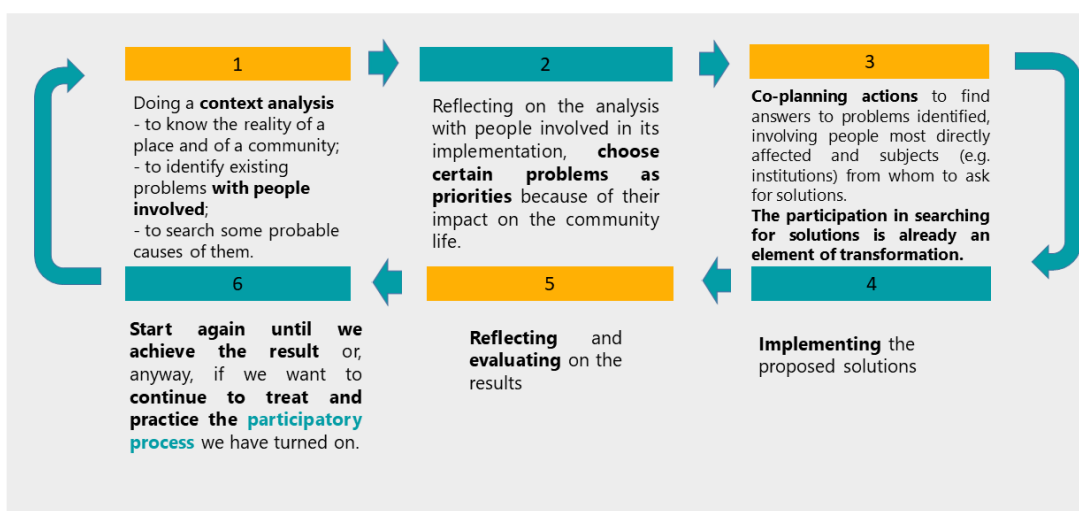 1
Doing a context analysis
- to know the reality of a
place and of a community;
- to identify existing
problems with people
involved;
- to search some probable
causes of them.
2
Reflecting on the analysis
with people involved in its
implementation, choose
certain problems as
priorities because of their
impact on the community
life.
3
Co-planning actions to find
answers to problems identified,
involving people most directly
affected and subjects (e.g.
institutions) from whom to ask
for solutions.
The participation in searching
for solutions is already an
element of transformation.
4
Implementing the
proposed solutions
5
Reflecting and
evaluating on the
results
6
Start again until we
achieve the result or,
anyway, if we want to
continue to treat and
practice the participatory
process we have turned on.